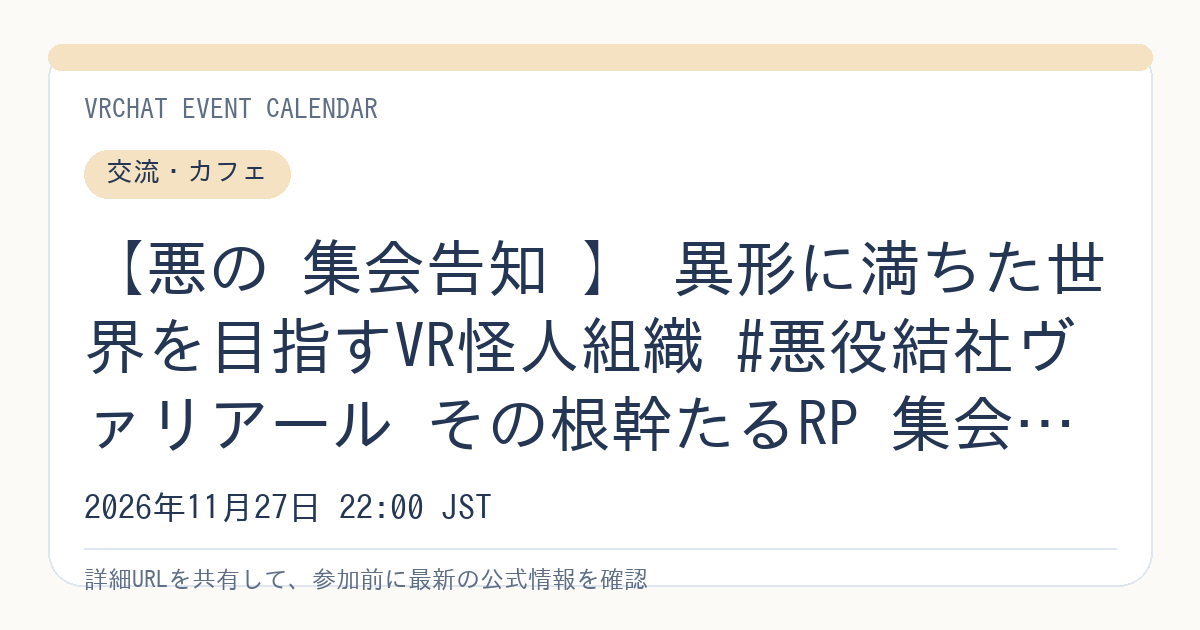 VRCHAT EVENT CALENDAR
交流・カフェ
【悪の 集会告知 】 異形に満ちた世
界を目指すVR怪人組織 #悪役結社ヴ
ァリアール その根幹たるRP 集会…
2026年11月27日 22:00 JST
詳細URLを共有して、参加前に最新の公式情報を確認